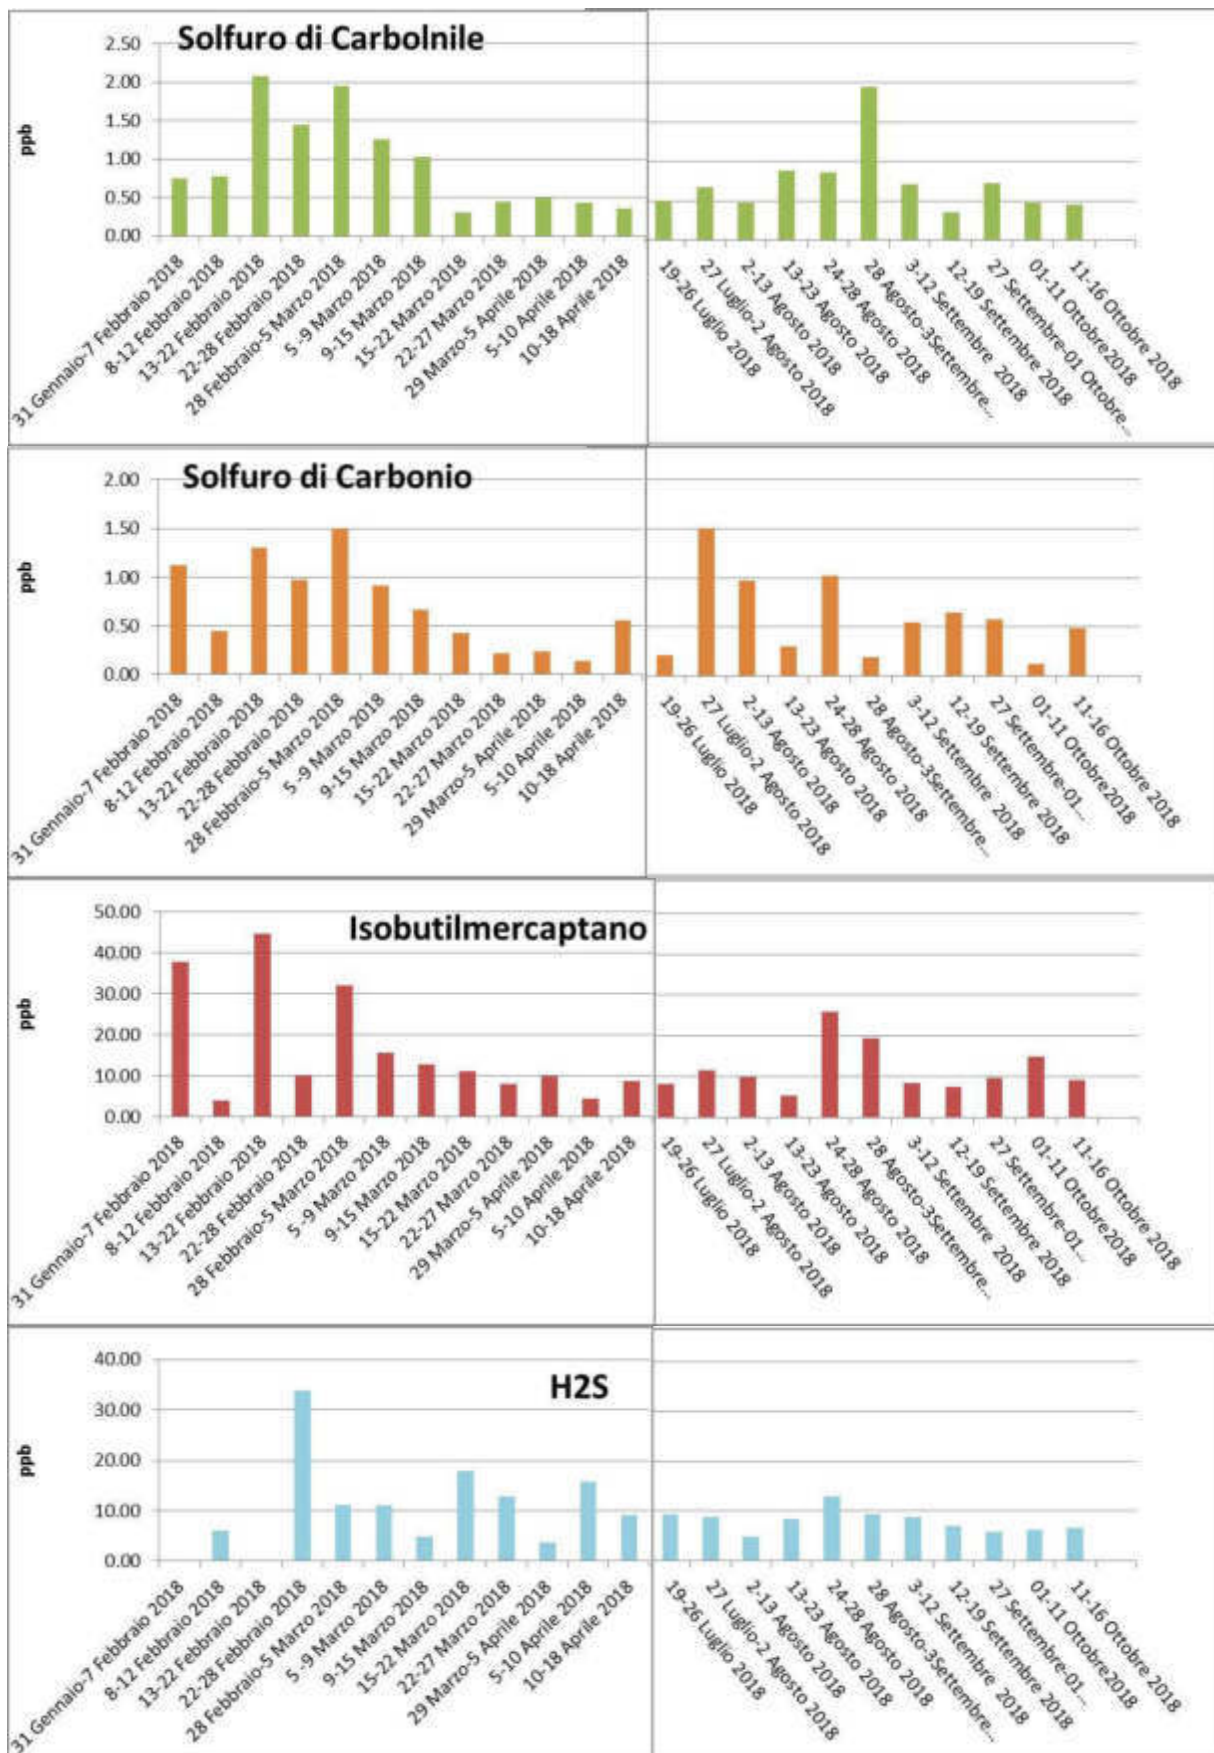 Solfuro di Carbolnile
2.50
2.00
1.50
1.00
0.50
0.00
ppb
31 Gennaio-7 Febbraio 2018
8-12 Febbraio 2018
13-22 Febbraio 2018
22-28 Febbraio 2018
28 Febbraio-5 Marzo 2018
5 -9 Marzo 2018
9-15 Marzo 2018
15-22 Marzo 2018
22-27 Marzo 2018
29 Marzo-5 Aprile 2018
5-10 Aprile 2018
10-18 Aprile 2018
19-26 Luglio 2018
27 Luglio-2 Agosto 2018
2-13 Agosto 2018
13-23 Agosto 2018
24-28 Agosto 2018
28 Agosto-3Settembre...
3-12 Settembre 2018
12-19 Settembre 2018
27 Settembre-01 Ottobre...
01-11 Ottobre2018
11-16 Ottobre 2018
Solfuro di Carbonio
2.00
1.50
1.00
0.50
0.00
ppb
31 Gennaio-7 Febbraio 2018
8-12 Febbraio 2018
13-22 Febbraio 2018
22-28 Febbraio 2018
28 Febbraio-5 Marzo 2018
5 -9 Marzo 2018
9-15 Marzo 2018
15-22 Marzo 2018
22-27 Marzo 2018
29 Marzo-5 Aprile 2018
5-10 Aprile 2018
10-18 Aprile 2018
19-26 Luglio 2018
27 Luglio-2 Agosto 2018
2-13 Agosto 2018
13-23 Agosto 2018
24-28 Agosto 2018
28 Agosto-3Settembre...
3-12 Settembre 2018
12-19 Settembre 2018
27 Settembre-01...
01-11 Ottobre2018
11-16 Ottobre 2018
Isobutilmercaptano
50.00
40.00
30.00
20.00
10.00
0.00
ppb
31 Gennaio-7 Febbraio 2018
8-12 Febbraio 2018
13-22 Febbraio 2018
22-28 Febbraio 2018
28 Febbraio-5 Marzo 2018
5 -9 Marzo 2018
9-15 Marzo 2018
15-22 Marzo 2018
22-27 Marzo 2018
29 Marzo-5 Aprile 2018
5-10 Aprile 2018
10-18 Aprile 2018
19-26 Luglio 2018
27 Luglio-2 Agosto 2018
2-13 Agosto 2018
13-23 Agosto 2018
24-28 Agosto 2018
28 Agosto-3Settembre...
3-12 Settembre 2018
12-19 Settembre 2018
27 Settembre-01...
01-11 Ottobre2018
11-16 Ottobre 2018
H2S
40.00
30.00
20.00
10.00
0.00
ppb
31 Gennaio-7 Febbraio 2018
8-12 Febbraio 2018
13-22 Febbraio 2018
22-28 Febbraio 2018
28 Febbraio-5 Marzo 2018
5 -9 Marzo 2018
9-15 Marzo 2018
15-22 Marzo 2018
22-27 Marzo 2018
29 Marzo-5 Aprile 2018
5-10 Aprile 2018
10-18 Aprile 2018
19-26 Luglio 2018
27 Luglio-2 Agosto 2018
2-13 Agosto 2018
13-23 Agosto 2018
24-28 Agosto 2018
28 Agosto-3Settembre...
3-12 Settembre 2018
12-19 Settembre 2018
27 Settembre-01...
01-11 Ottobre2018
11-16 Ottobre 2018